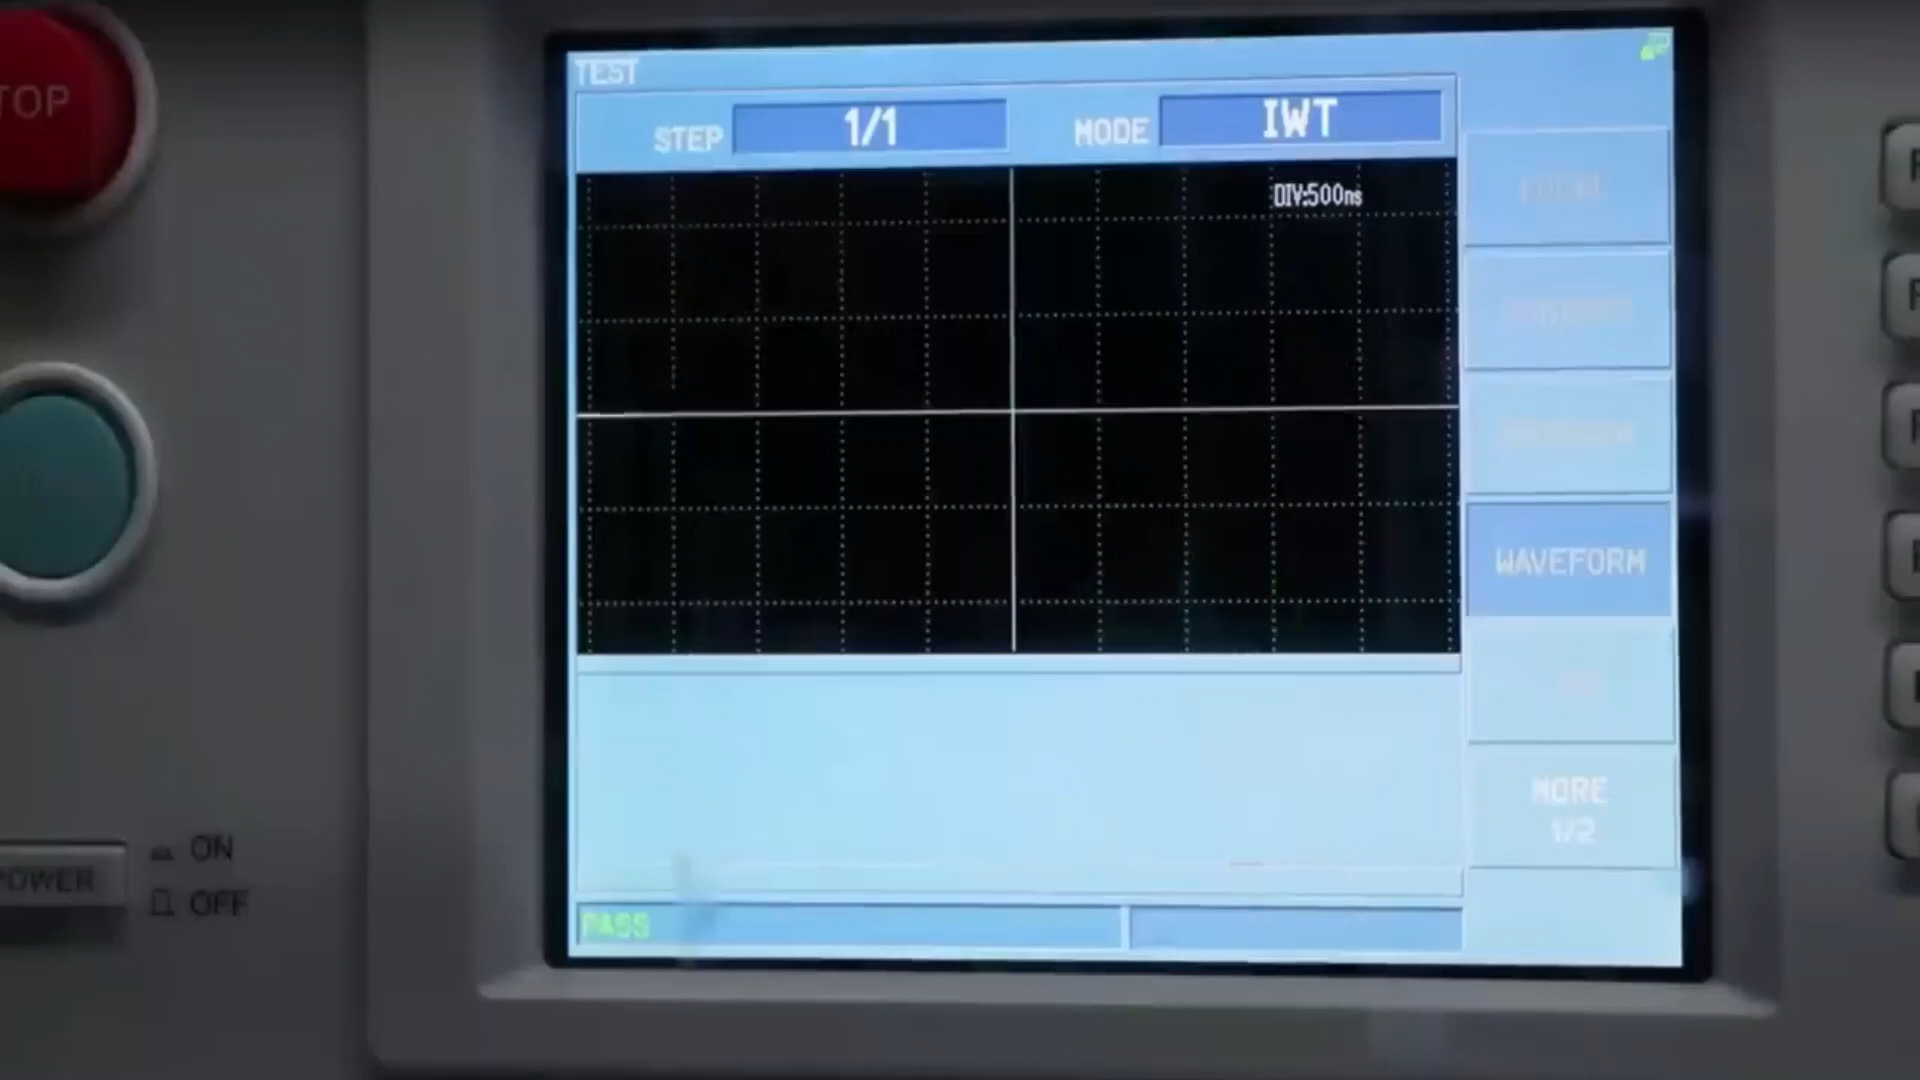 TOP
TEST
STEP 1/1 MODE IWT
DIV:500ns
WAVEFORM
MORE
1/2
PASS
POWER
ON
OFF